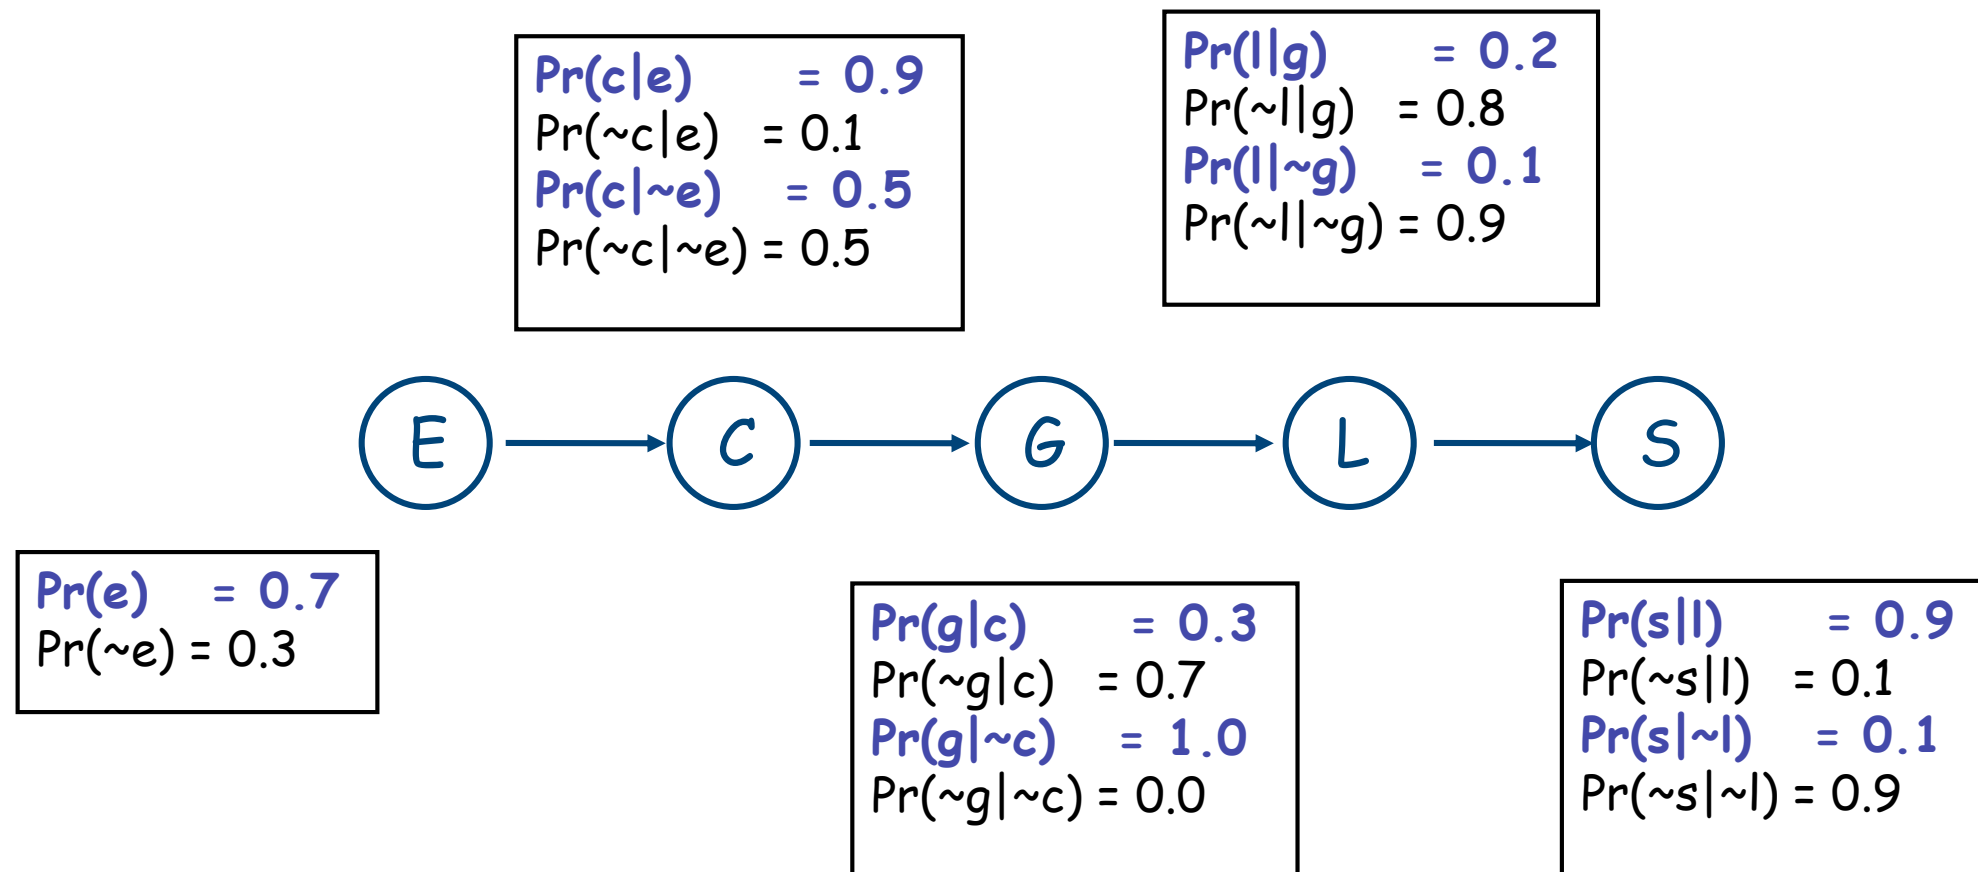 Pr(c|e) = 0.9
Pr(~c|e) = 0.1
Pr(c|~e) = 0.5
Pr(~c|~e) = 0.5
Pr(l|g) = 0.2
Pr(~l|g) = 0.8
Pr(l|~g) = 0.1
Pr(~l|~g) = 0.9
E C G L S
Pr(e) = 0.7
Pr(~e) = 0.3
Pr(g|c) = 0.3
Pr(~g|c) = 0.7
Pr(g|~c) = 1.0
Pr(~g|~c) = 0.0
Pr(s|l) = 0.9
Pr(~s|l) = 0.1
Pr(s|~l) = 0.1
Pr(~s|~l) = 0.9